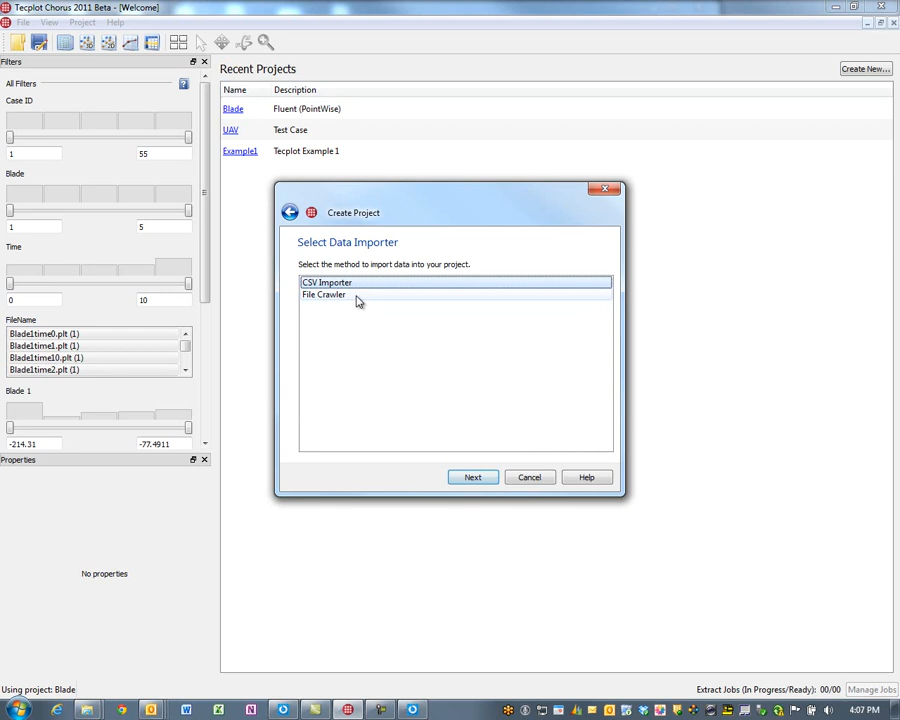 Tecplot Chorus 2011 Beta - [Welcome]
File View Project Help
Filters
All Filters
Case ID
1 55
Blade
1 5
Time
0 10
FileName
Blade1time0.plt (1)
Blade1time1.plt (1)
Blade1time10.plt (1)
Blade1time2.plt (1)
Blade 1
-214.31 -77.4911
Properties
No properties
Recent Projects
Create New...
Name Description
Blade Fluent (PointWise)
UAV Test Case
Example1 Tecplot Example 1
Create Project
Select Data Importer
Select the method to import data into your project.
CSV Importer
File Crawler
Next Cancel Help
Using project: Blade
Extract Jobs (In Progress/Ready): 00/00 Manage Jobs
4:07 PM